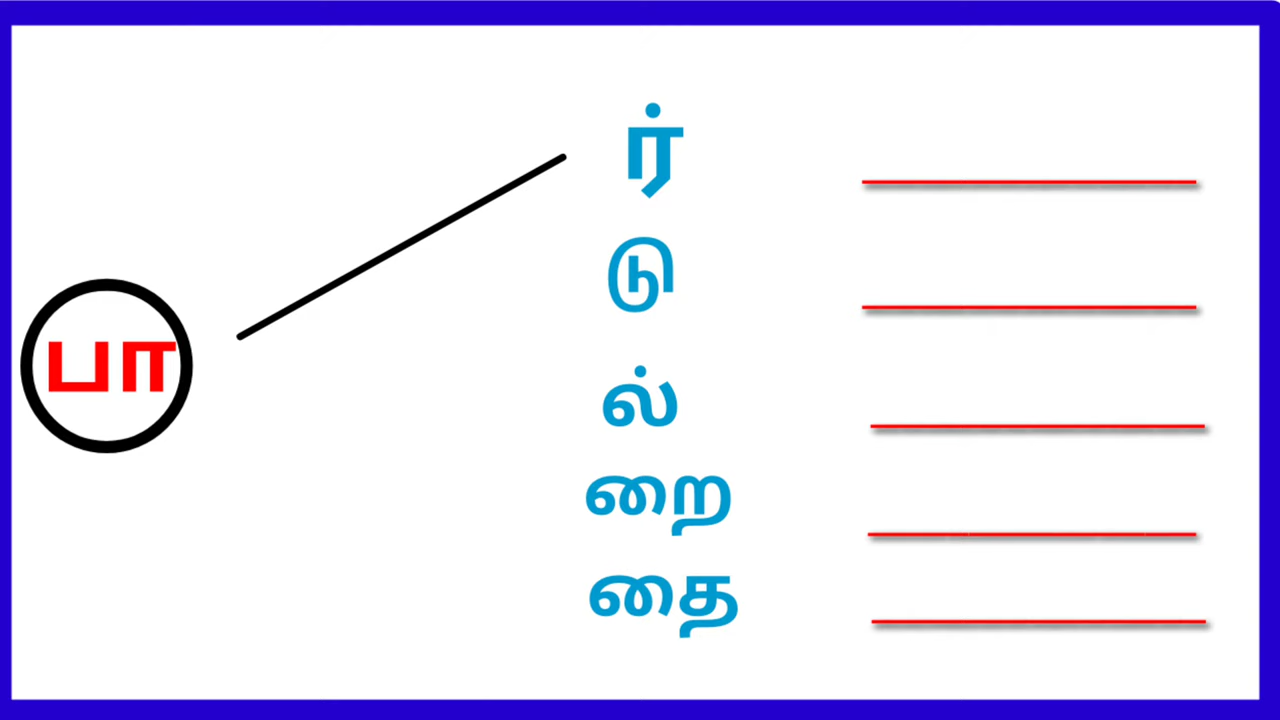 பா
ர்
டு
ல்
றை
தை